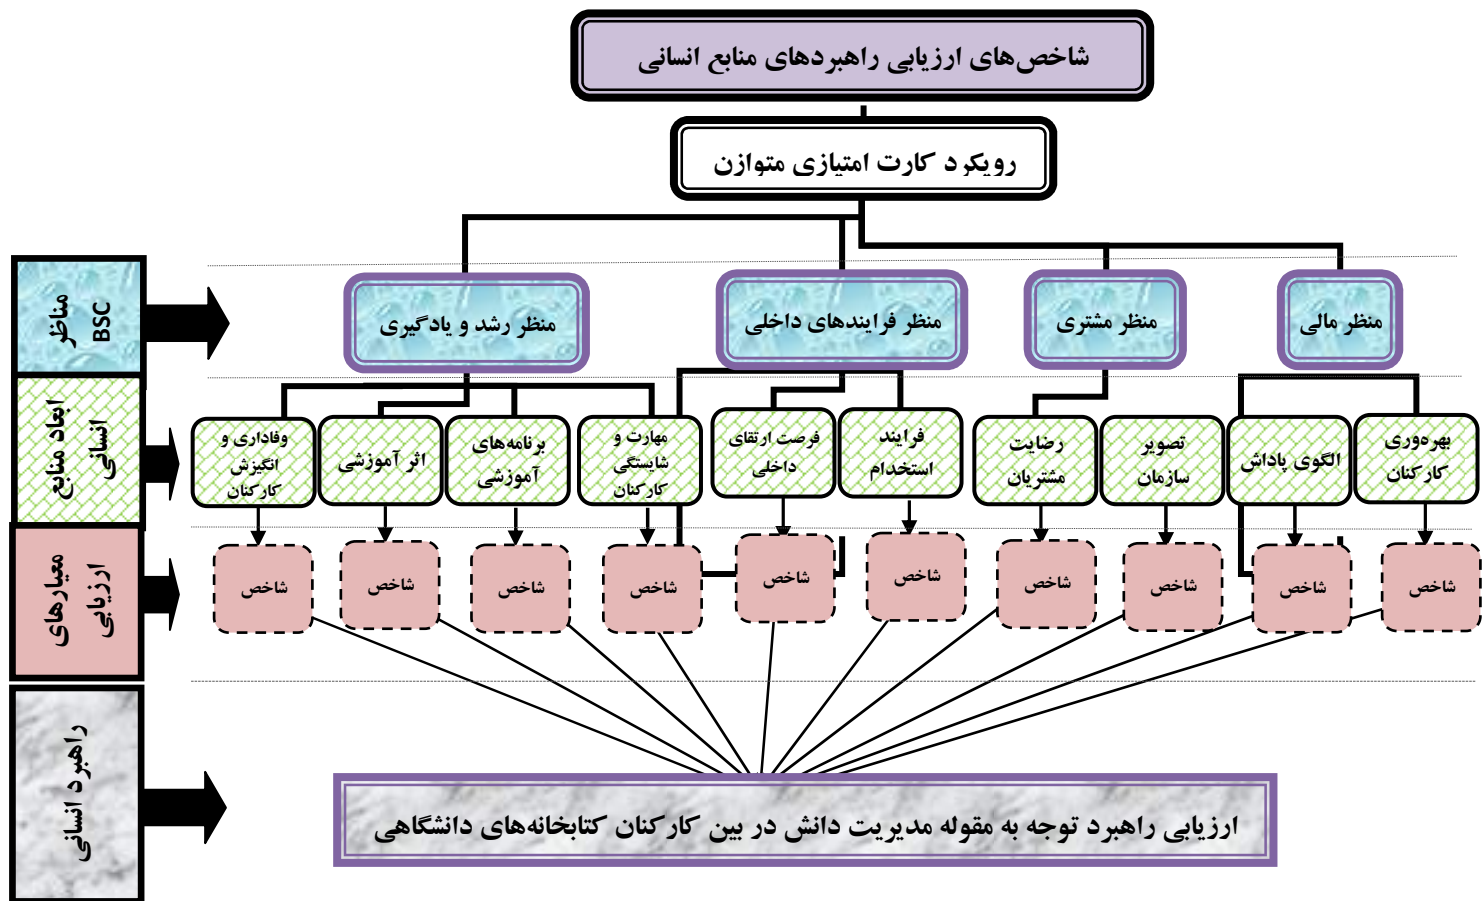 شاخص‌های ارزیابی راهبردهای منابع انسانی
رویکرد کارت امتیازی متوازن
مناظر
BSC
منظر مالی
منظر مشتری
منظر فرایندهای داخلی
منظر رشد و یادگیری
ابعاد منابع
انسانی
بهره‌وری
کارکنان
الگوی پاداش
تصویر
سازمان
رضایت
مشتریان
فرایند
استخدام
فرصت ارتقای
داخلی
مهارت و
شایستگی
کارکنان
برنامه‌های
آموزشی
اثر آموزشی
وفاداری و
انگیزش
کارکنان
معیارهای
ارزیابی
شاخص
شاخص
شاخص
شاخص
شاخص
شاخص
شاخص
شاخص
شاخص
شاخص
راهبرد انسانی
ارزیابی راهبرد توجه به مقوله مدیریت دانش در بین کارکنان کتابخانه‌های دانشگاهی